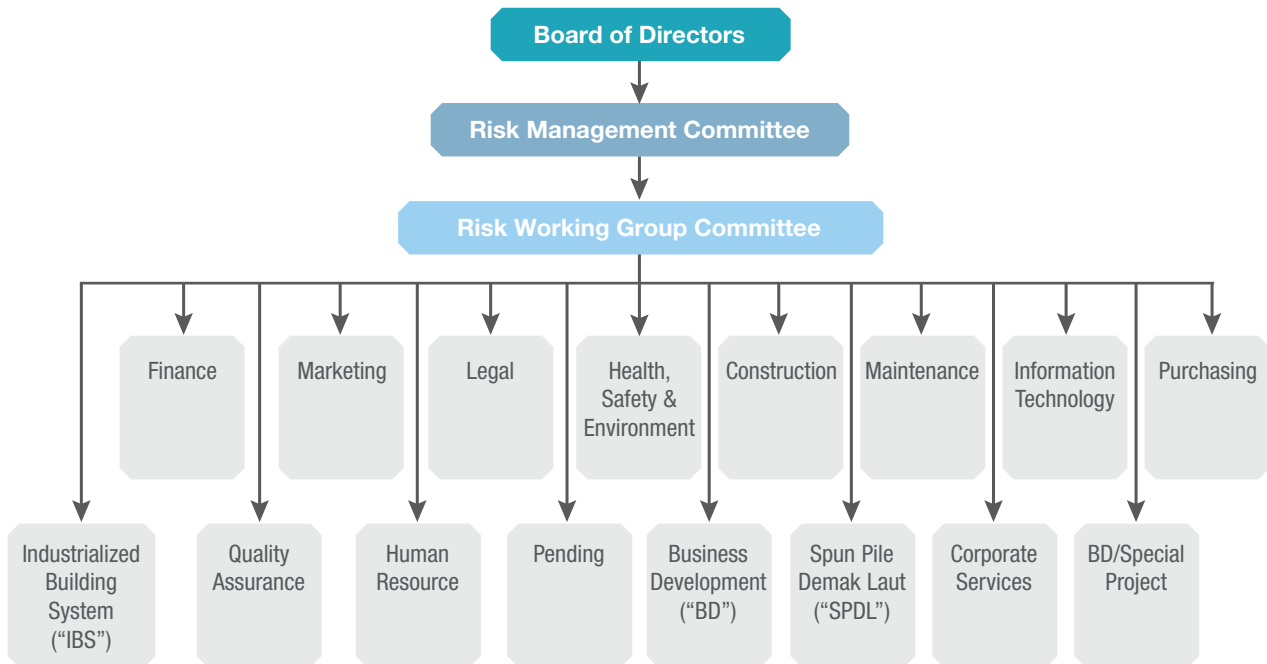 Board of Directors
Risk Management Committee
Risk Working Group Committee
Finance
Marketing
Legal
Health,
Safety &
Environment
Construction
Maintenance
Information
Technology
Purchasing
Industrialized
Building
System
(“IBS”)
Quality
Assurance
Human
Resource
Pending
Business
Development
(“BD”)
Spun Pile
Demak Laut
(“SPDL”)
Corporate
Services
BD/Special
Project